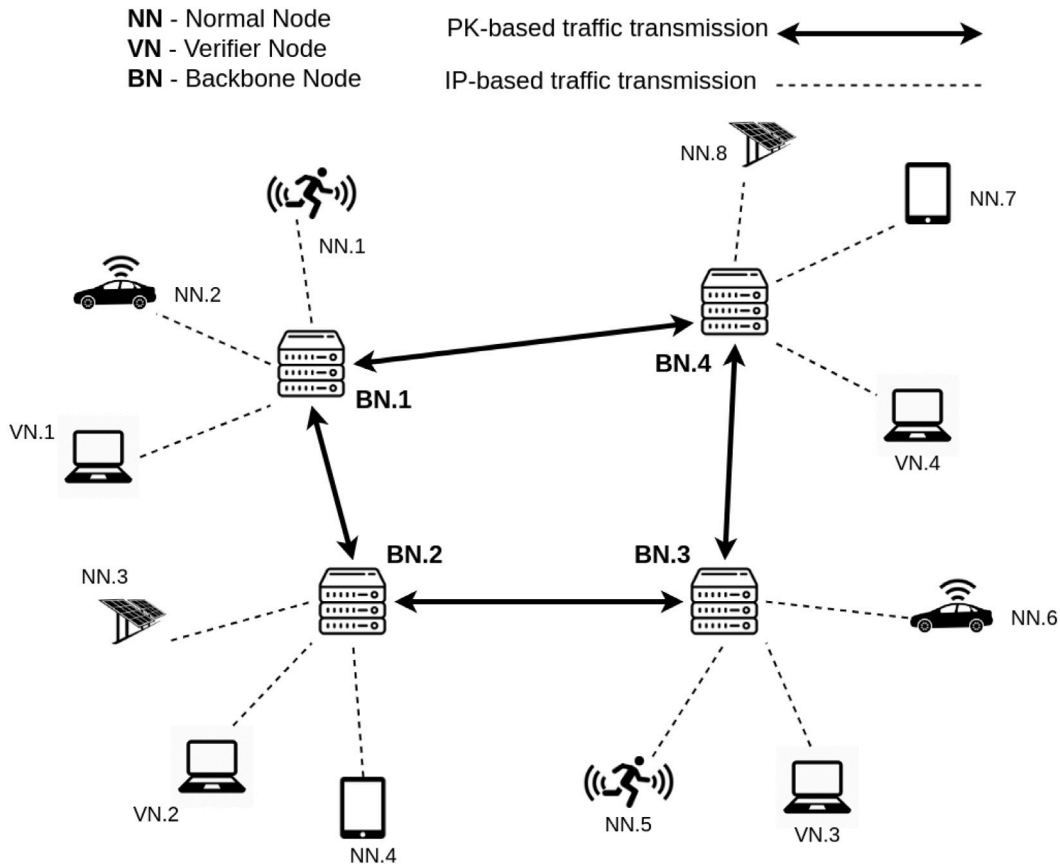 NN - Normal Node
VN - Verifier Node
BN - Backbone Node
PK-based traffic transmission
IP-based traffic transmission
NN.8
NN.7
NN.1
NN.2
BN.4
BN.1
VN.1
VN.4
BN.2
BN.3
NN.3
NN.6
VN.2
NN.5
VN.3
NN.4